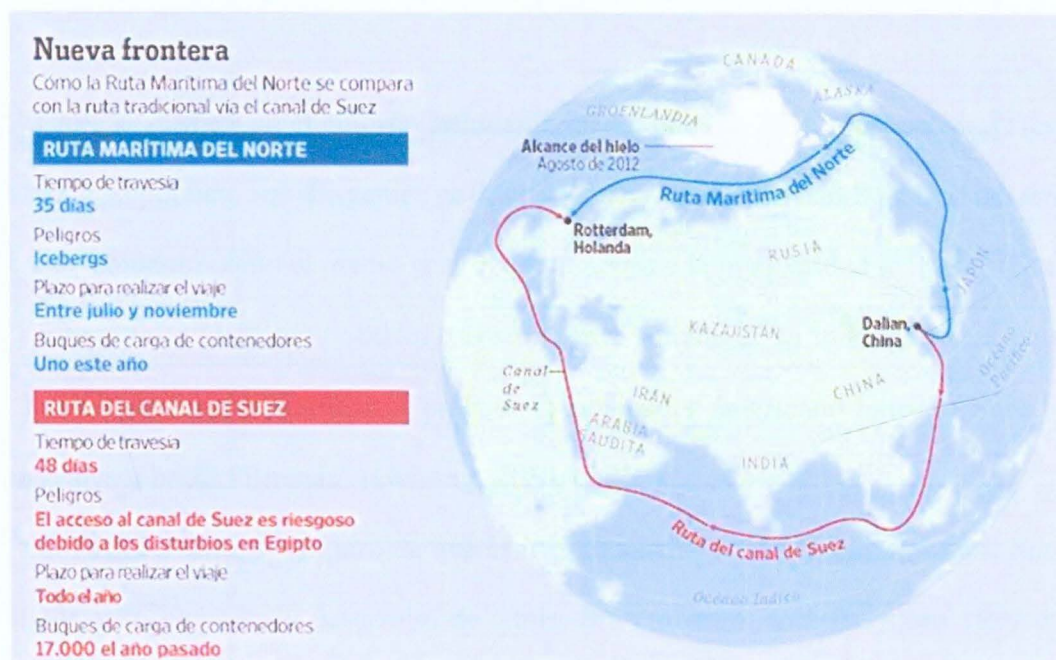 Nueva frontera
Cómo la Ruta Marítima del Norte se compara
con la ruta tradicional vía el canal de Suez
RUTA MARÍTIMA DEL NORTE
Tiempo de travesía
35 días
Peligros
Icebergs
Plazo para realizar el viaje
Entre julio y noviembre
Buques de carga de contenedores
Uno este año
RUTA DEL CANAL DE SUEZ
Tiempo de travesía
48 días
Peligros
El acceso al canal de Suez es riesgoso
debido a los disturbios en Egipto
Plazo para realizar el viaje
Todo el año
Buques de carga de contenedores
17.000 el año pasado
CANADA
ALASKA
GROENLANDIA
Alcance del hielo
Agosto de 2012
Ruta Marítima del Norte
Rotterdam,
Holanda
RUSIA
JAPÓN
KAZAJISTÁN
Dalian,
China
Océano
Pacífico
Canal
de
Suez
IRÁN
CHINA
ARABIA
SAUDITA
INDIA
Ruta del canal de Suez
Océano Indico